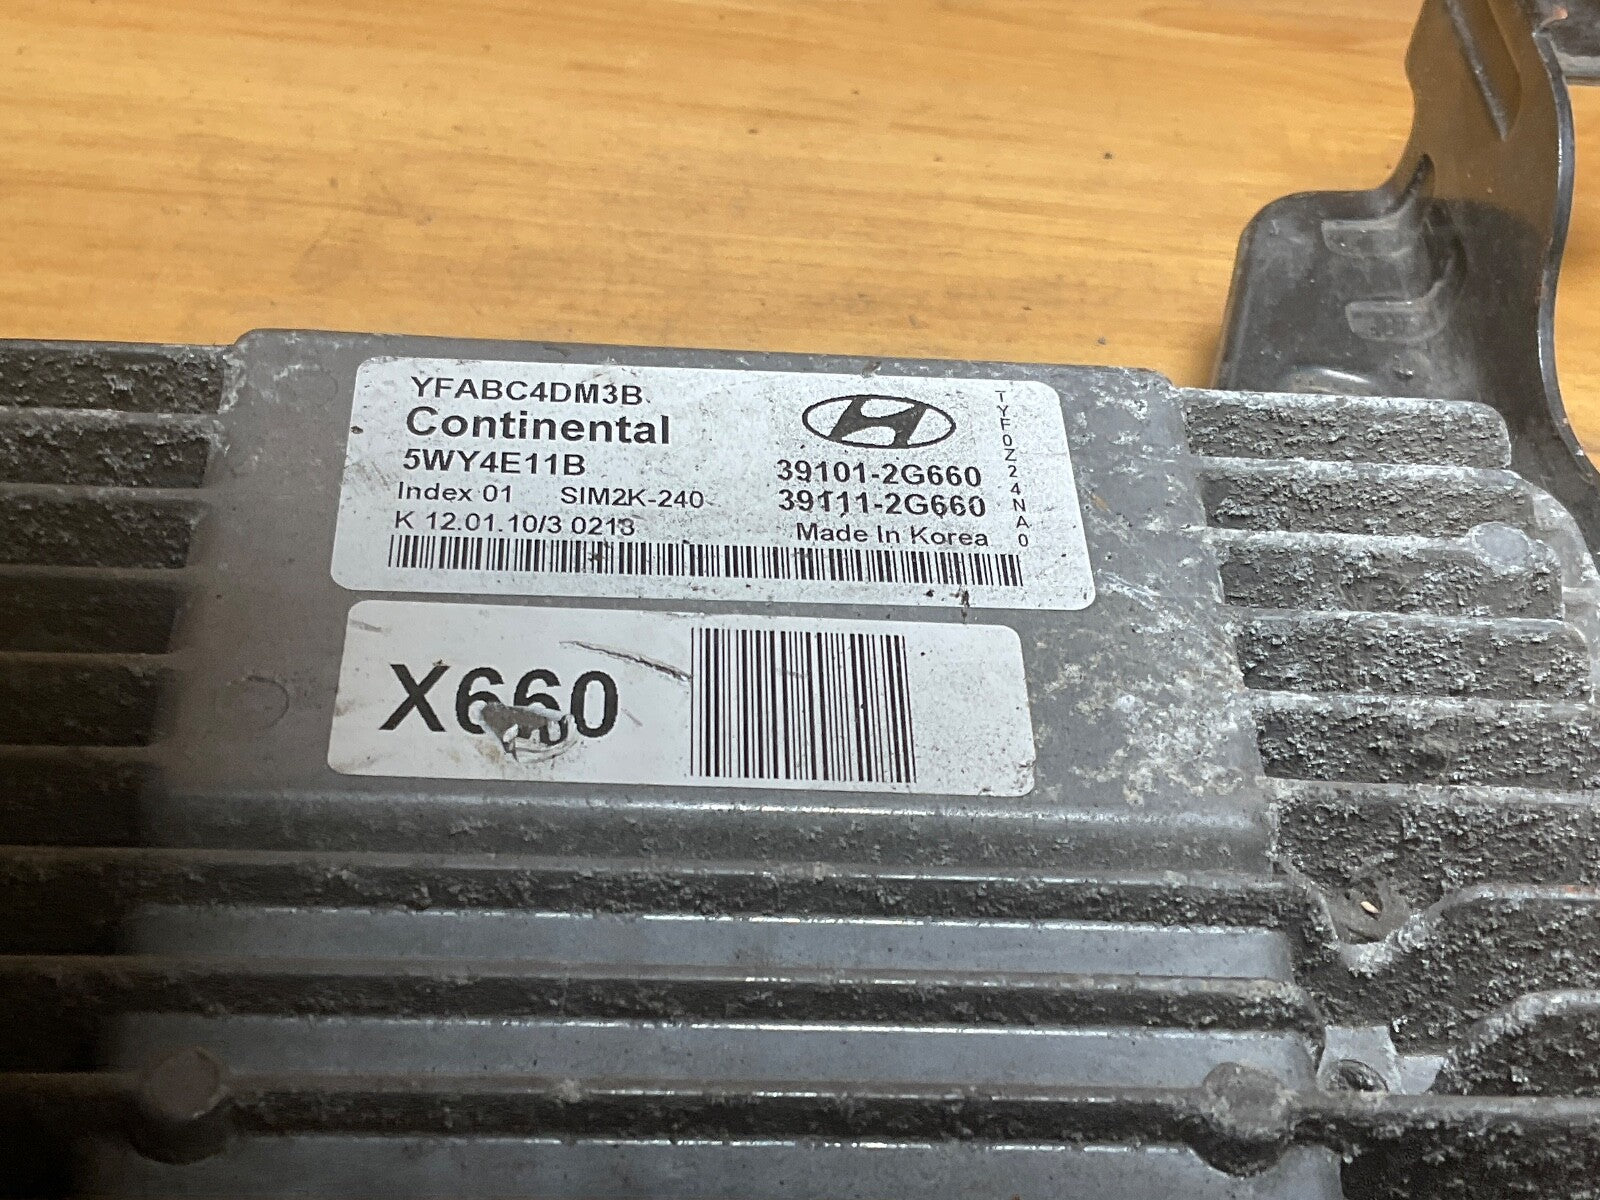 YFABC4DM3B
Continental
5WY4E11B
Index 01 SIM2K-240
K 12.01.10/3 0213
39101-2G660
39111-2G660
Made In Korea
TYF0Z24NA0
X660